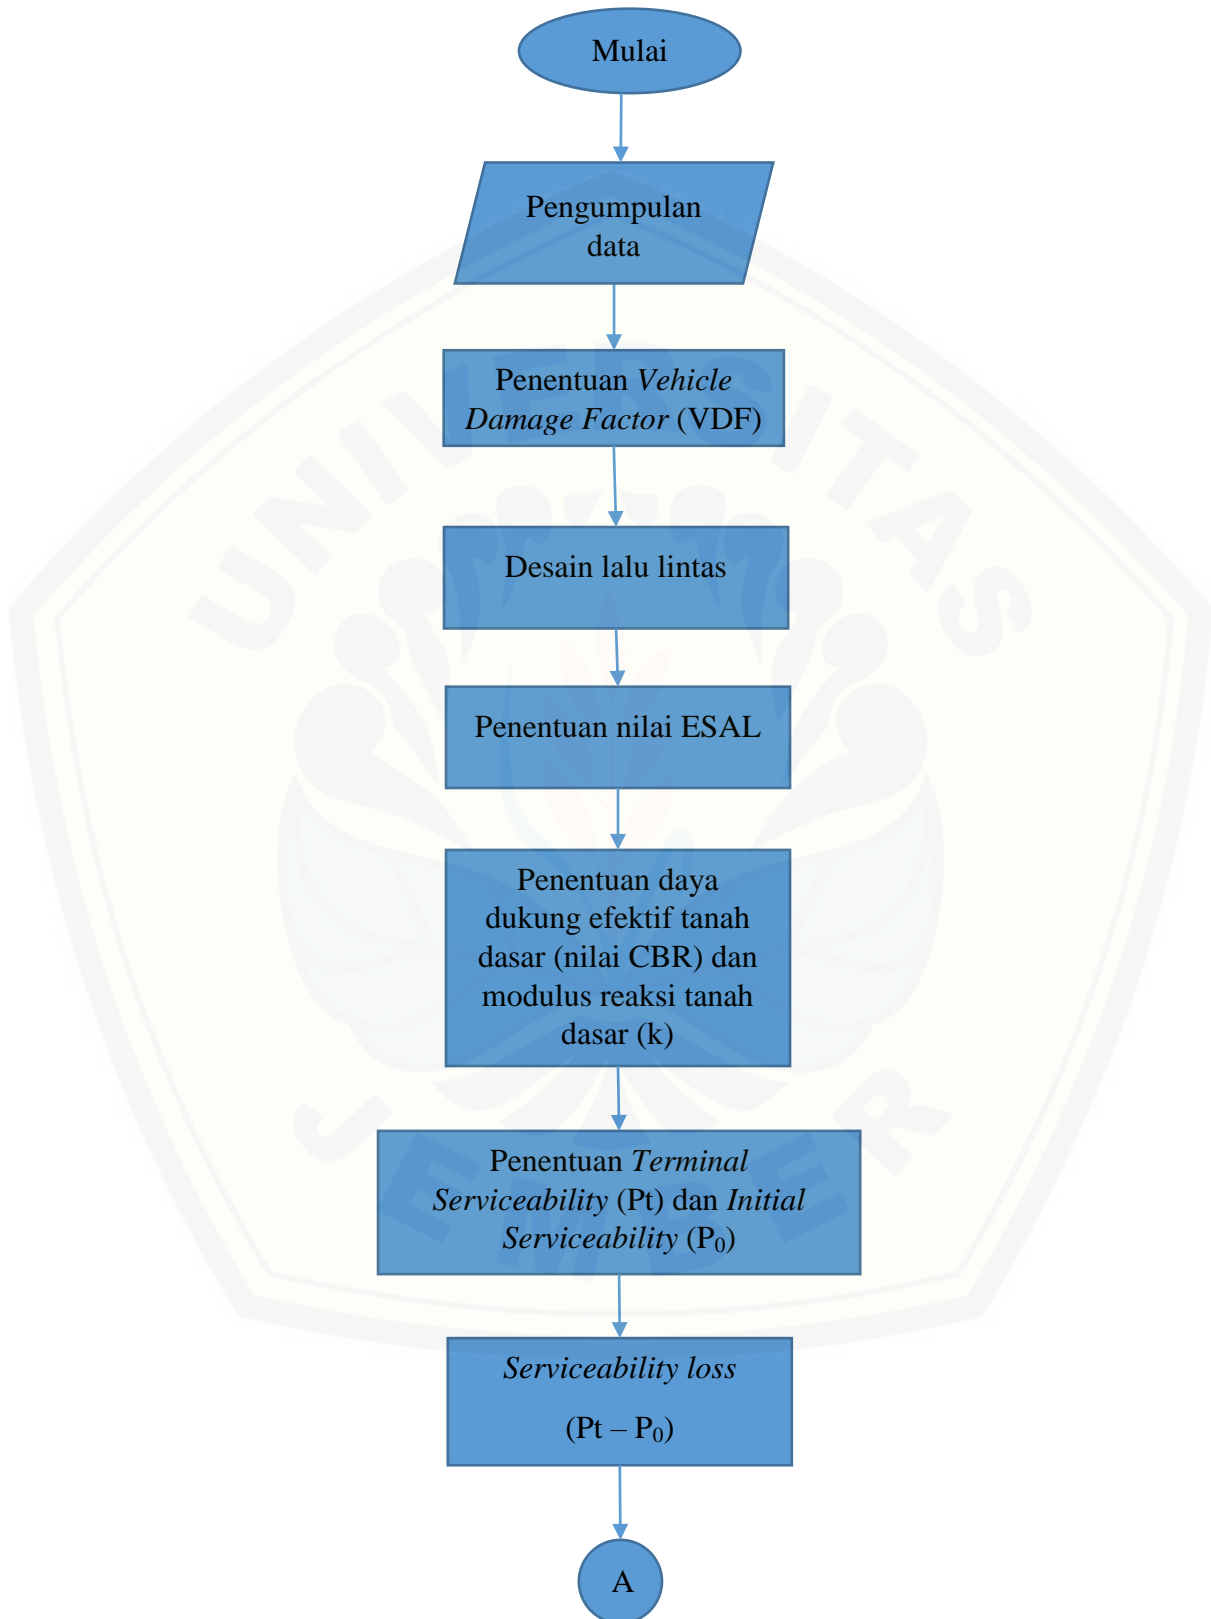 Mulai
Pengumpulan
data
Penentuan Vehicle
Damage Factor (VDF)
Desain lalu lintas
Penentuan nilai ESAL
Penentuan daya
dukung efektif tanah
dasar (nilai CBR) dan
modulus reaksi tanah
dasar (k)
Penentuan Terminal
Serviceability (Pt) dan Initial
Serviceability (P₀)
Serviceability loss
(Pt – P₀)
A
UNIVERSITAS
JEMBER